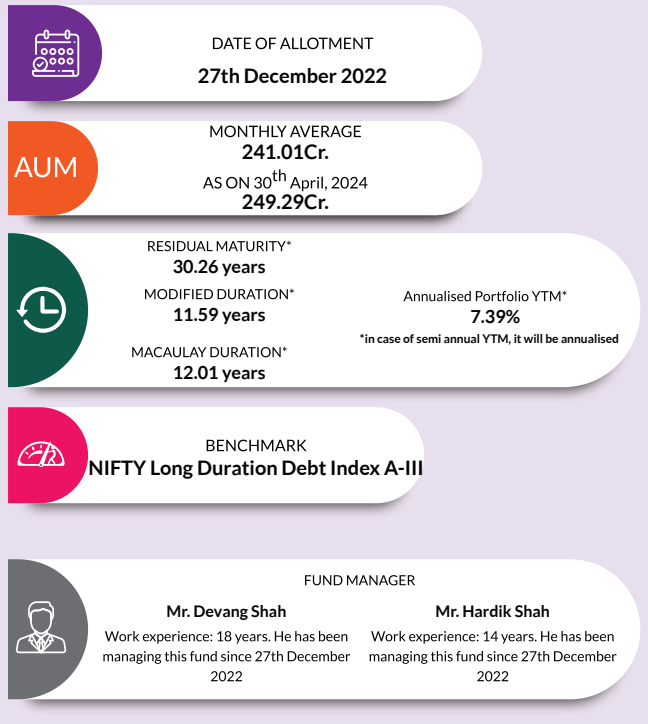 DATE OF ALLOTMENT
27th December 2022
AUM
MONTHLY AVERAGE
241.01Cr.
AS ON 30th April, 2024
249.29Cr.
RESIDUAL MATURITY*
30.26 years
MODIFIED DURATION*
11.59 years
MACAULAY DURATION*
12.01 years
Annualised Portfolio YTM*
7.39%
*in case of semi annual YTM, it will be annualised
BENCHMARK
NIFTY Long Duration Debt Index A-III
FUND MANAGER
Mr. Devang Shah
Work experience: 18 years. He has been
managing this fund since 27th December
2022
Mr. Hardik Shah
Work experience: 14 years. He has been
managing this fund since 27th December
2022